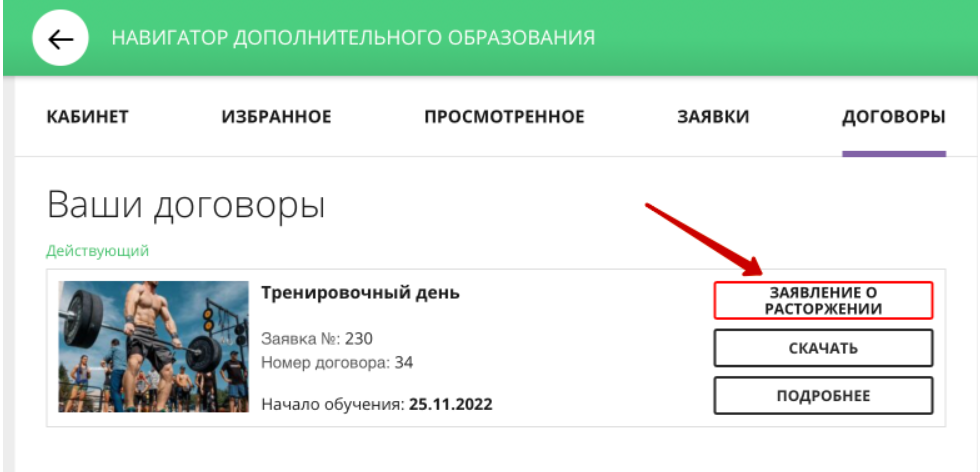 НАВИГАТОР ДОПОЛНИТЕЛЬНОГО ОБРАЗОВАНИЯ
КАБИНЕТ ИЗБРАННОЕ ПРОСМОТРЕННОЕ ЗАЯВКИ ДОГОВОРЫ
Ваши договоры
Действующий
Тренировочный день
Заявка №: 230
Номер договора: 34
Начало обучения: 25.11.2022
ЗАЯВЛЕНИЕ О
РАСТОРЖЕНИИ
СКАЧАТЬ
ПОДРОБНЕЕ